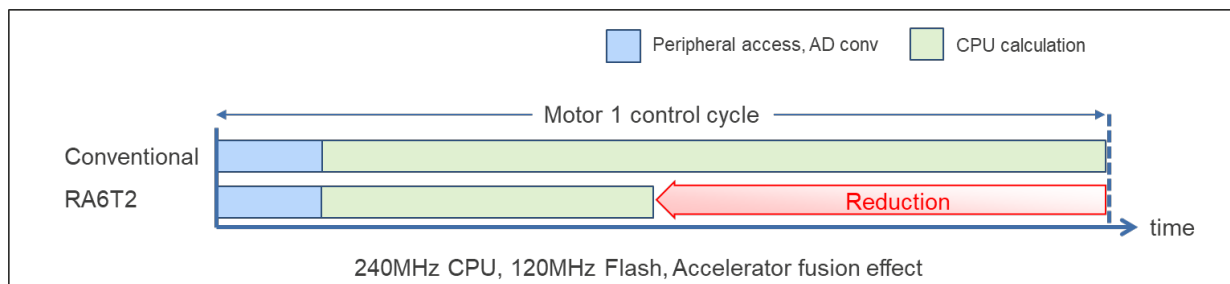 Peripheral access, AD conv
CPU calculation
Motor 1 control cycle
Conventional
RA6T2
Reduction
time
240MHz CPU, 120MHz Flash, Accelerator fusion effect